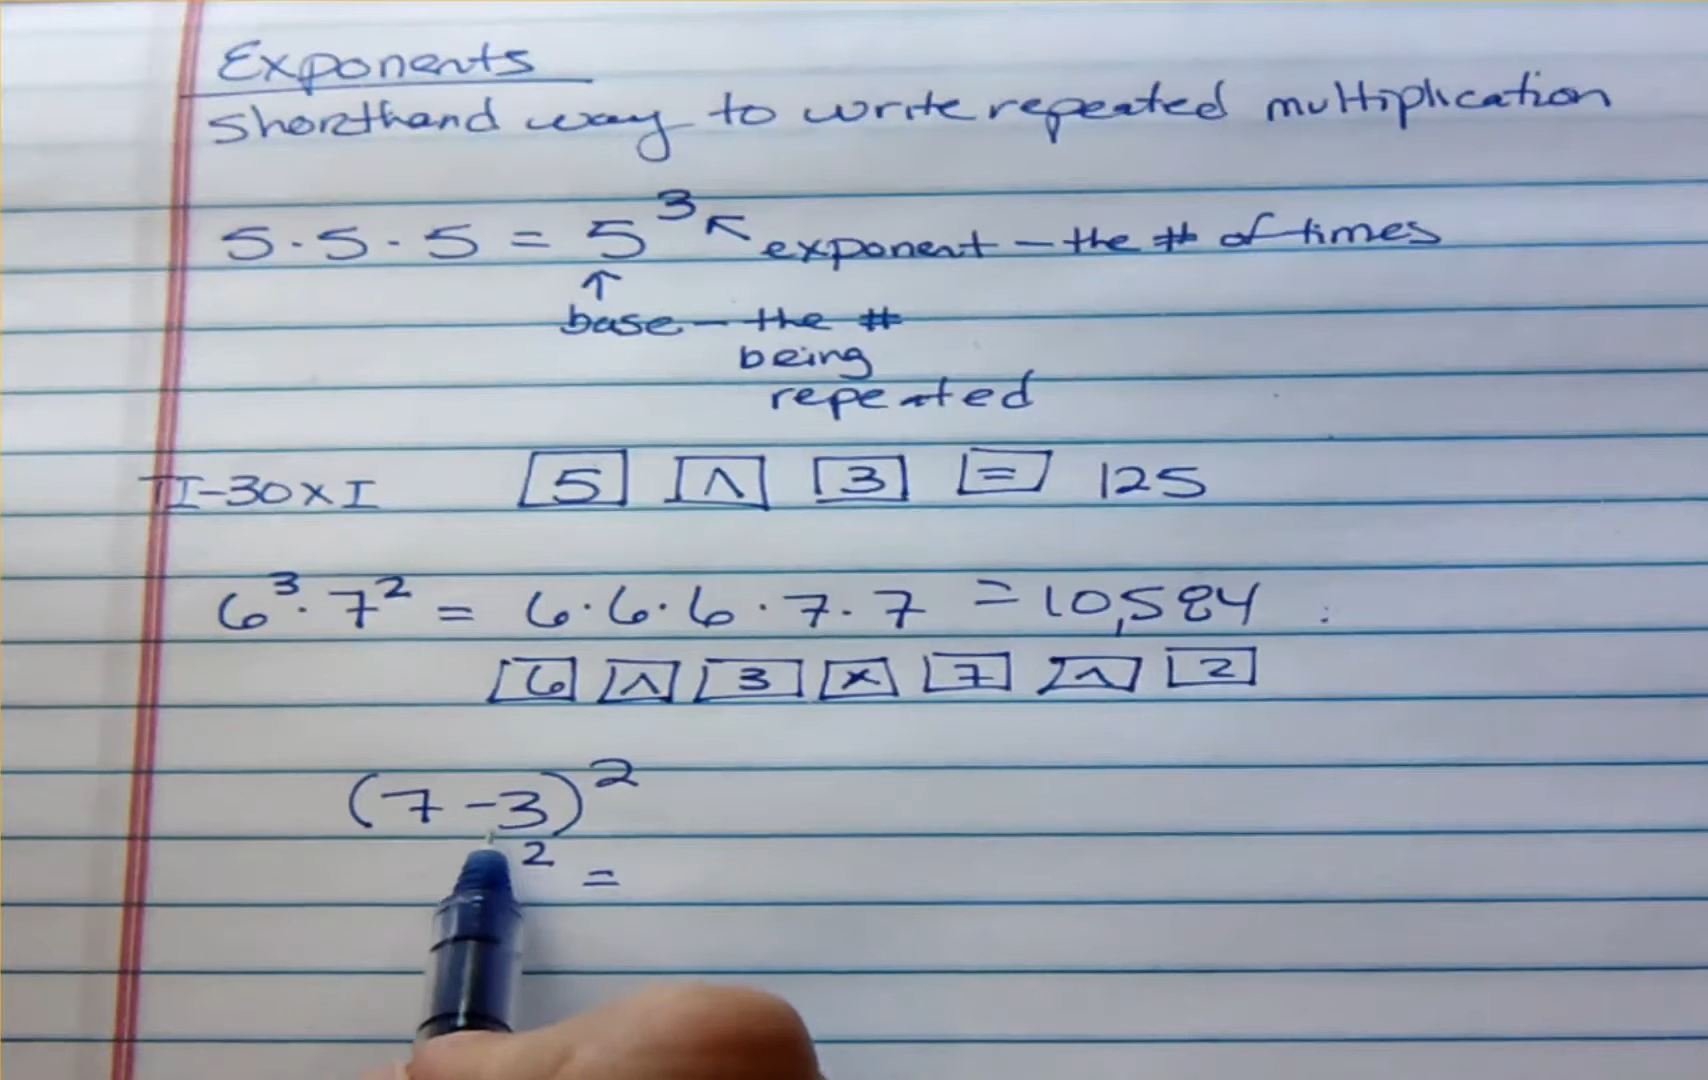 Exponents
Shorthand way to write repeated multiplication
5 · 5 · 5 = 5³ ↖ exponent - the # of times
↑
base - the #
being
repeated
TI-30XI 5 ^ 3 = 125
6³ · 7² = 6 · 6 · 6 · 7 · 7 = 10,584
6 ^ 3 x 7 ^ 2
(7 - 3)²
² =